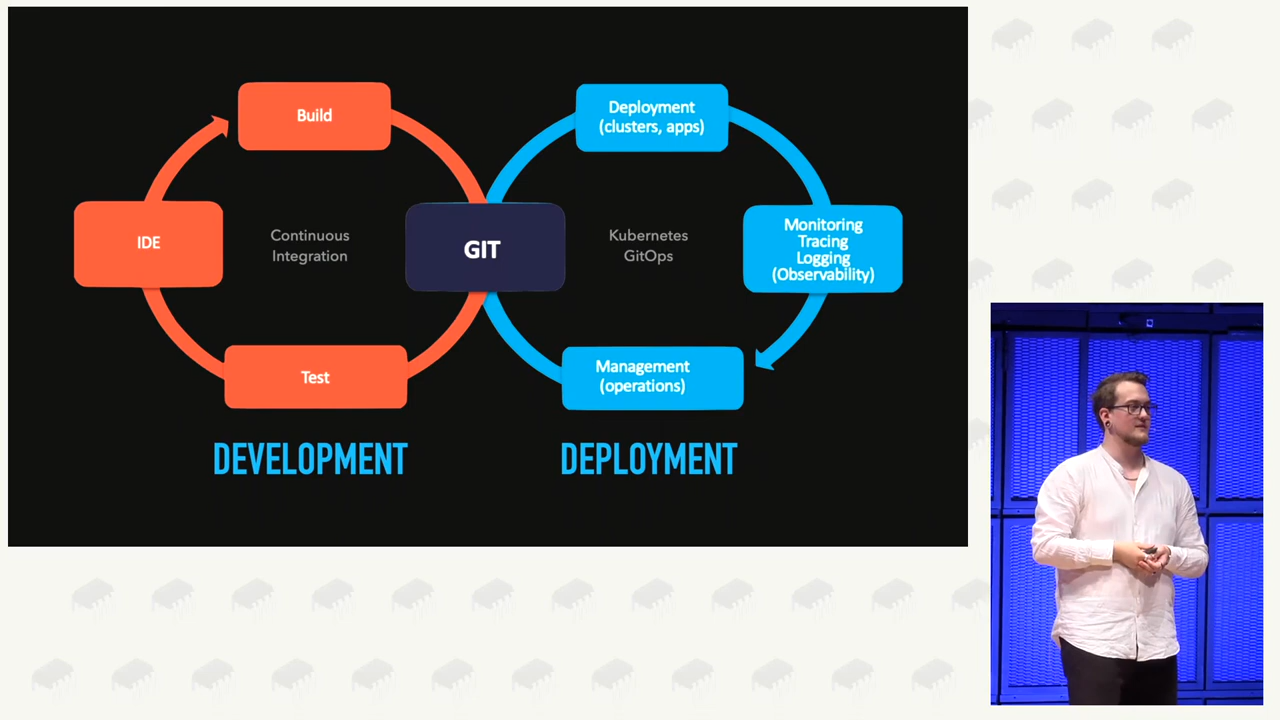 Build
Deployment
(clusters, apps)
IDE
Continuous
Integration
GIT
Kubernetes
GitOps
Monitoring
Tracing
Logging
(Observability)
Test
Management
(operations)
DEVELOPMENT
DEPLOYMENT